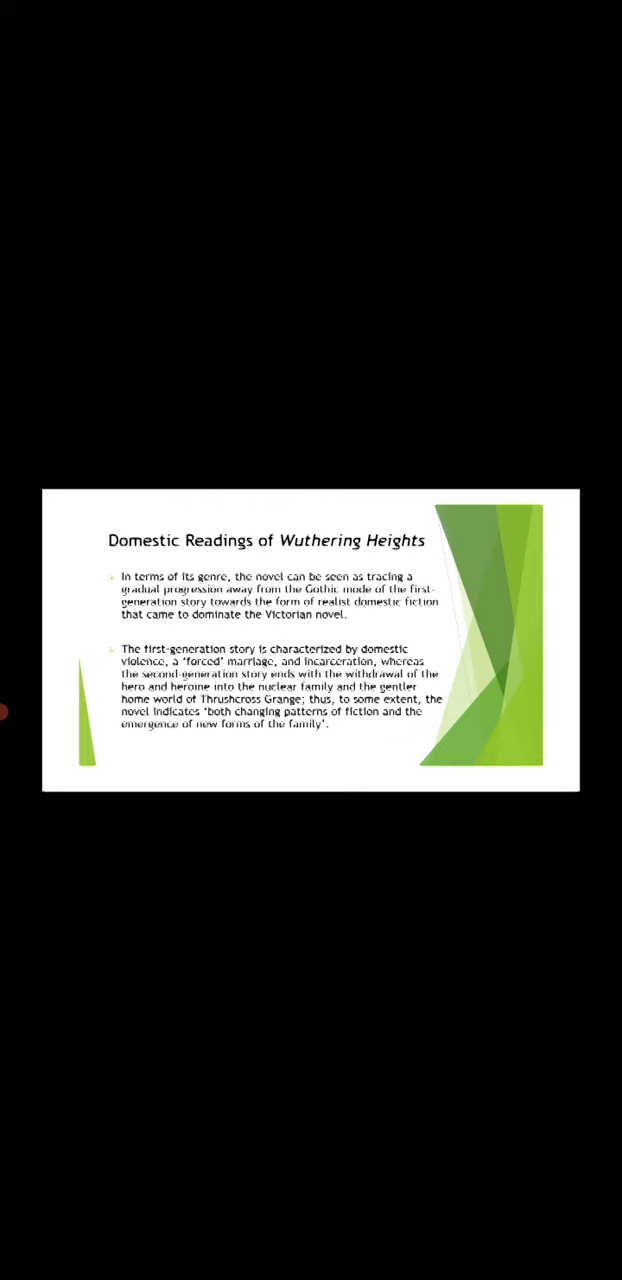 Domestic Readings of Wuthering Heights
In terms of its genre, the novel can be seen as tracing a
gradual progression away from the Gothic mode of the first-
generation story towards the form of realist domestic fiction
that came to dominate the Victorian novel.
The first-generation story is characterized by domestic
violence, a ‘forced’ marriage, and incarceration, whereas
the second-generation story ends with the withdrawal of the
hero and heroine into the nuclear family and the gentler
home world of Thrushcross Grange; thus, to some extent, the
novel indicates ‘both changing patterns of fiction and the
emergence of new forms of the family’.